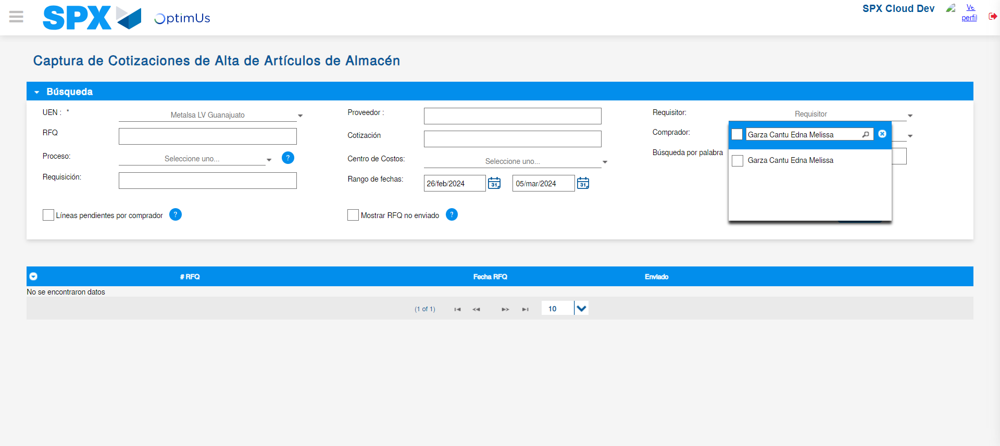 SPX OptimUs
SPX Cloud Dev
Ve
perfil
Captura de Cotizaciones de Alta de Artículos de Almacén
Búsqueda
UEN : *
Metalsa LV Guanajuato
Proveedor :
Requisitor:
Requisitor
RFQ
Cotización
Comprador:
Garza Cantu Edna Melissa
Proceso:
Seleccione uno...
?
Centro de Costos:
Seleccione uno...
Búsqueda por palabra
Garza Cantu Edna Melissa
Requisición:
Rango de fechas:
26/feb/2024
31
05/mar/2024
31
Líneas pendientes por comprador
?
Mostrar RFQ no enviado
?
# RFQ
Fecha RFQ
Enviado
No se encontraron datos
(1 of 1)
10